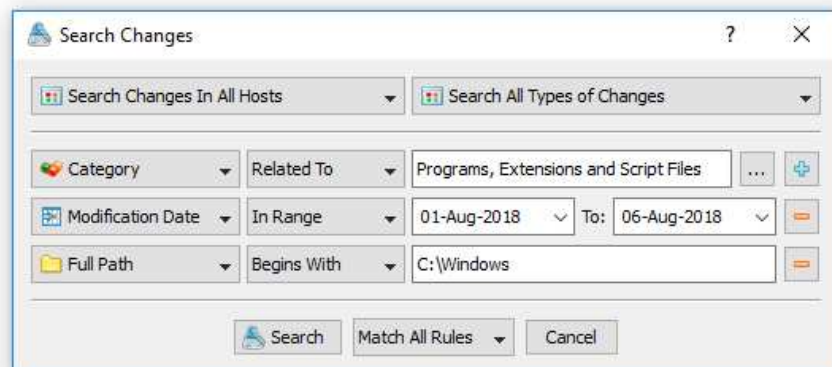 Search Changes ?
Search Changes In All Hosts Search All Types of Changes
Category Related To Programs, Extensions and Script Files ...
Modification Date In Range 01-Aug-2018 To: 06-Aug-2018
Full Path Begins With C:\Windows
Search Match All Rules Cancel